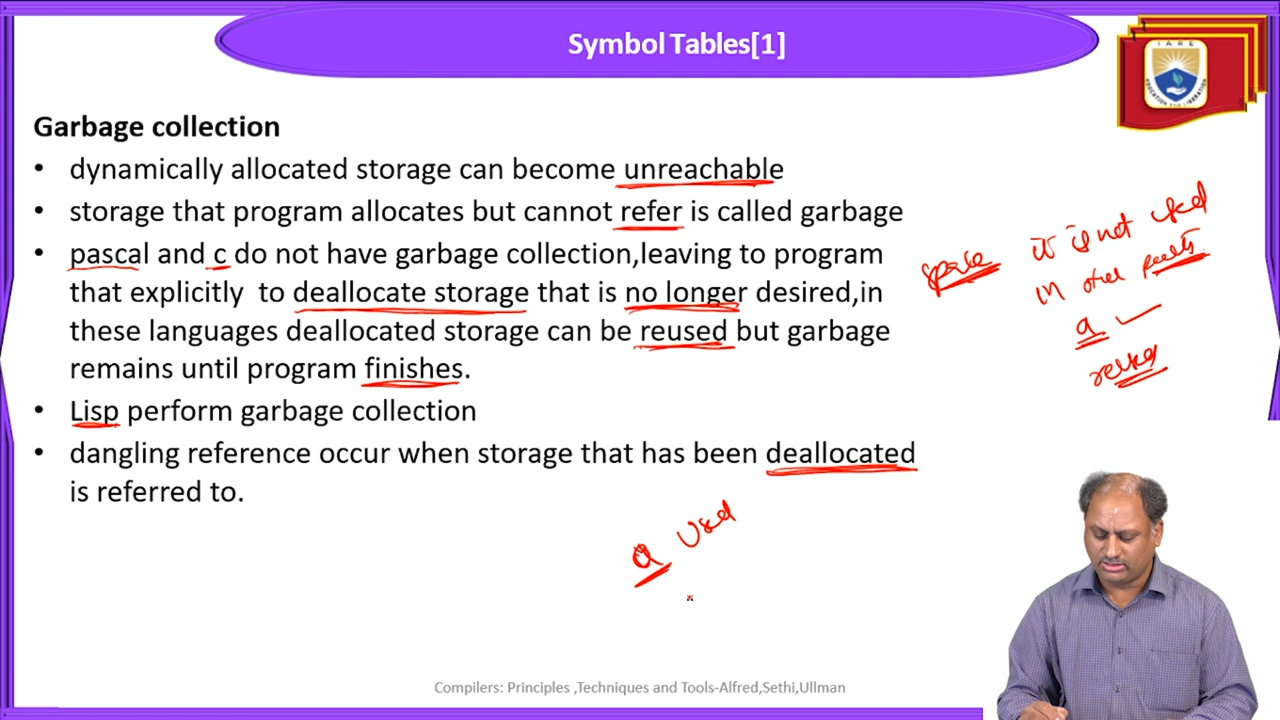 Symbol Tables[1]
IARE
EDUCATION FOR LIBERATION
Garbage collection
• dynamically allocated storage can become unreachable
• storage that program allocates but cannot refer is called garbage
• pascal and c do not have garbage collection,leaving to program
that explicitly to deallocate storage that is no longer desired,in
these languages deallocated storage can be reused but garbage
remains until program finishes.
• Lisp perform garbage collection
• dangling reference occur when storage that has been deallocated
is referred to.
space it is not used
in other
a
a used
Compilers: Principles ,Techniques and Tools-Alfred,Sethi,Ullman